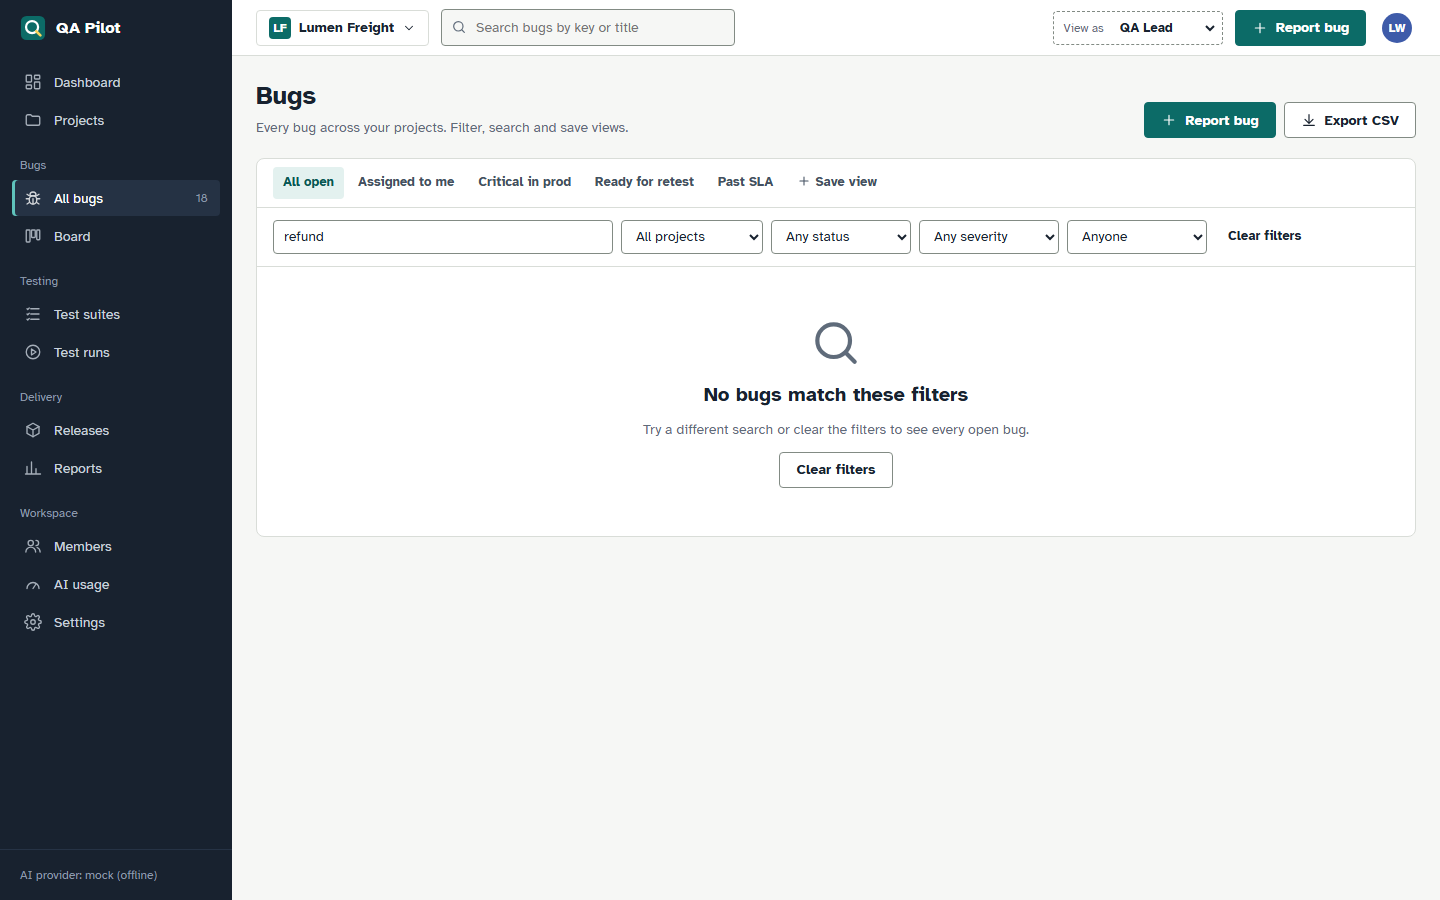 QA Pilot
Dashboard
Projects
Bugs
All bugs 18
Board
Testing
Test suites
Test runs
Delivery
Releases
Reports
Workspace
Members
AI usage
Settings
AI provider: mock (offline)
LF Lumen Freight
Search bugs by key or title
View as QA Lead
Report bug
LW
Bugs
Every bug across your projects. Filter, search and save views.
Report bug
Export CSV
All open Assigned to me Critical in prod Ready for retest Past SLA Save view
refund All projects Any status Any severity Anyone Clear filters
No bugs match these filters
Try a different search or clear the filters to see every open bug.
Clear filters